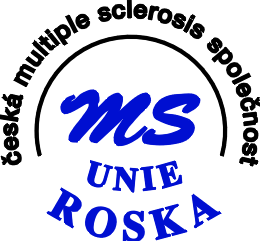 česká multiple sclerosis společnost
MS
UNIE
ROSKA